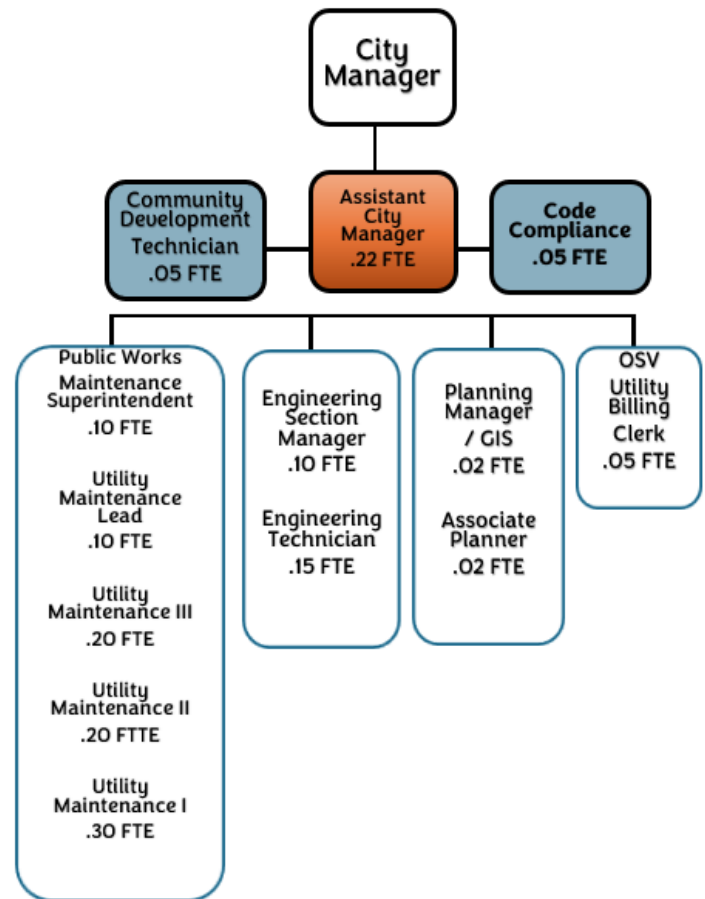 City
Manager
Community
Development
Technician
.05 FTE
Assistant
City
Manager
.22 FTE
Code
Compliance
.05 FTE
Public Works
Maintenance
Superintendent
.10 FTE
Utility
Maintenance
Lead
.10 FTE
Utility
Maintenance III
.20 FTE
Utility
Maintenance II
.20 FTTE
Utility
Maintenance I
.30 FTE
Engineering
Section
Manager
.10 FTE
Engineering
Technician
.15 FTE
Planning
Manager
/ GIS
.02 FTE
Associate
Planner
.02 FTE
OSV
Utility
Billing
Clerk
.05 FTE